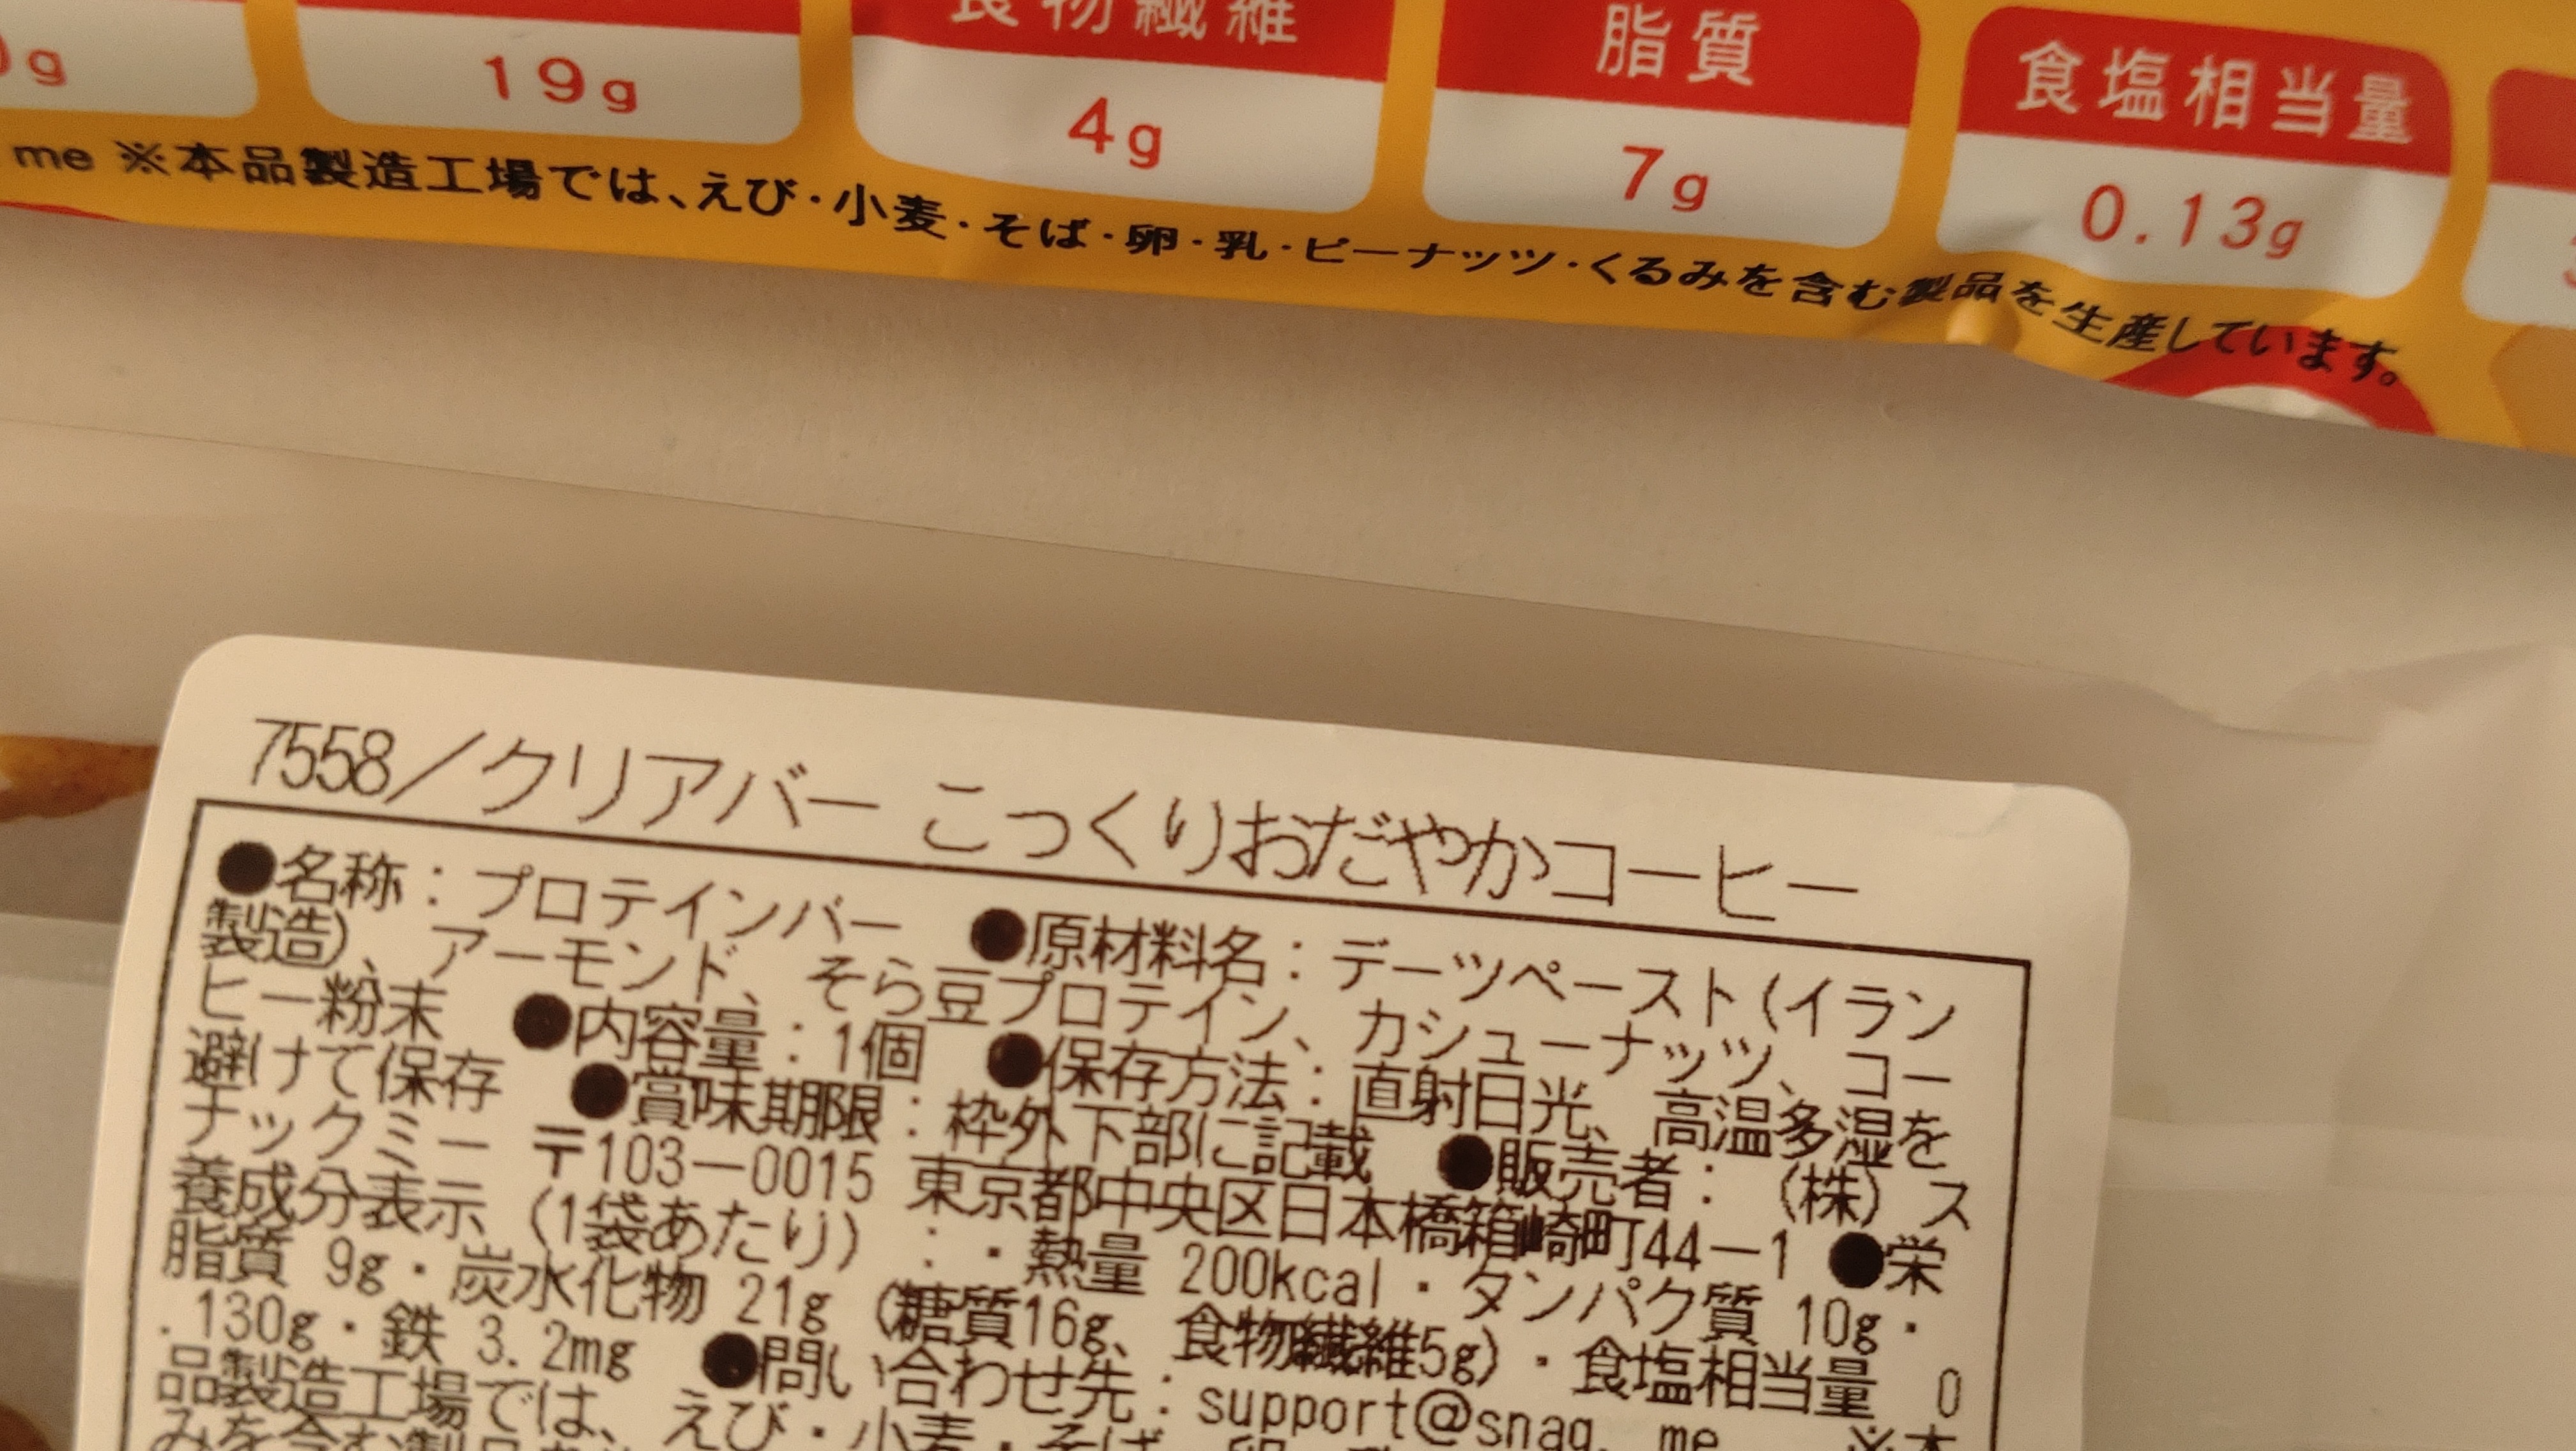 食物繊維 脂質 食塩相当量
g 19g 4g 7g 0.13g
me ※本品製造工場では、えび・小麦・そば・卵・乳・ピーナッツ・くるみを含む製品を生産しています。
7558／クリアバー こっくりおだやかコーヒー
●名称：プロテインバー ●原材料名：デーツペースト(イラン
製造)、アーモンド、そら豆プロテイン、カシューナッツ、コー
ヒー粉末 ●内容量：1個 ●保存方法：直射日光、高温多湿を
避けて保存 ●賞味期限：枠外下部に記載 ●販売者：(株)ス
ナックミー 〒103−0015 東京都中央区日本橋箱崎町44−1 ●栄
養成分表示（1袋あたり）：・熱量 200kcal・タンパク質 10g・
脂質 9g・炭水化物 21g（糖質16g、食物繊維5g）・食塩相当量 0
.130g・鉄 3.2mg ●問い合わせ先：support@snaq.me ※本
品製造工場では、えび・小麦・そば・卵・乳
みを含む製品